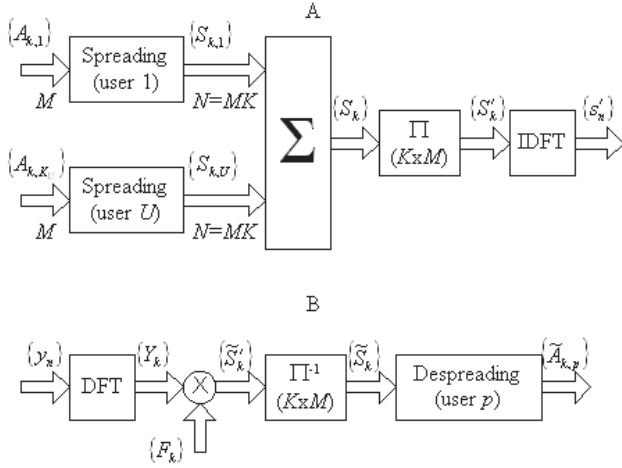 A
{A_{k,1}}
{S_{k,1}}
Spreading
(user 1)
M
N=MK
{A_{k,K_U}}
{S_{k,U}}
Spreading
(user U)
M
N=MK
Σ
{S_k}
Π
(KxM)
{S'_k}
IDFT
{s'_n}
B
{y_n}
DFT
{Y_k}
×
{F_k}
{S̃'_k}
Π⁻¹
(KxM)
{S̃_k}
Despreading
(user p)
{Ã_{k,p}}